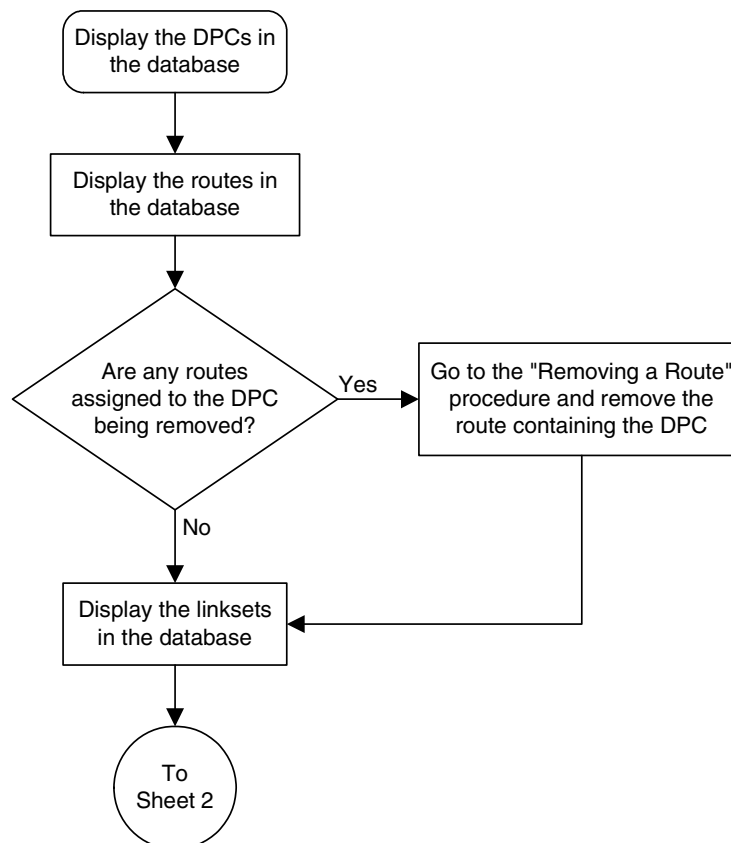 Display the DPCs in
the database
Display the routes in
the database
Are any routes
assigned to the DPC
being removed?
Yes
Go to the "Removing a Route"
procedure and remove the
route containing the DPC
No
Display the linksets
in the database
To
Sheet 2